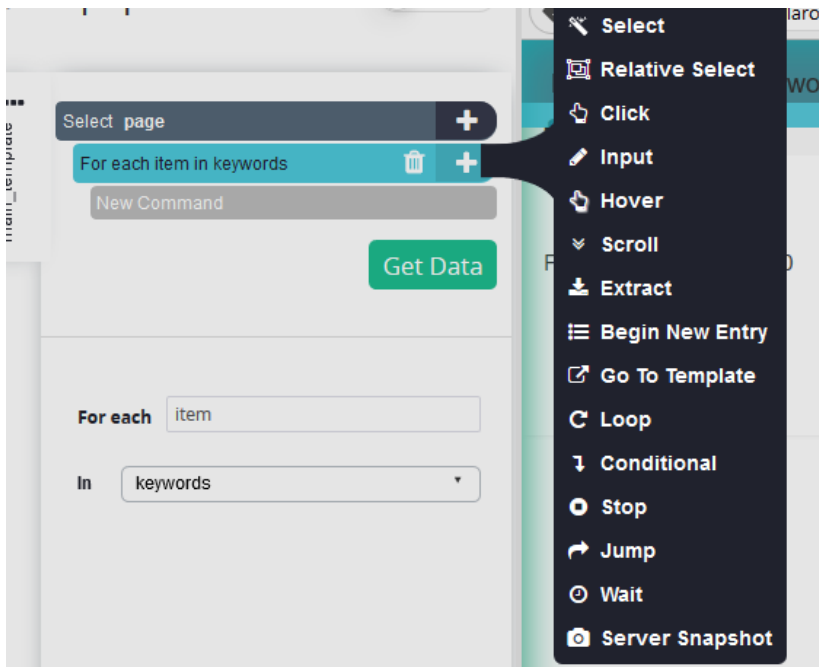 main_template
Select page
For each item in keywords
New Command
Get Data
For each item
In keywords
Select
Relative Select
Click
Input
Hover
Scroll
Extract
Begin New Entry
Go To Template
Loop
Conditional
Stop
Jump
Wait
Server Snapshot